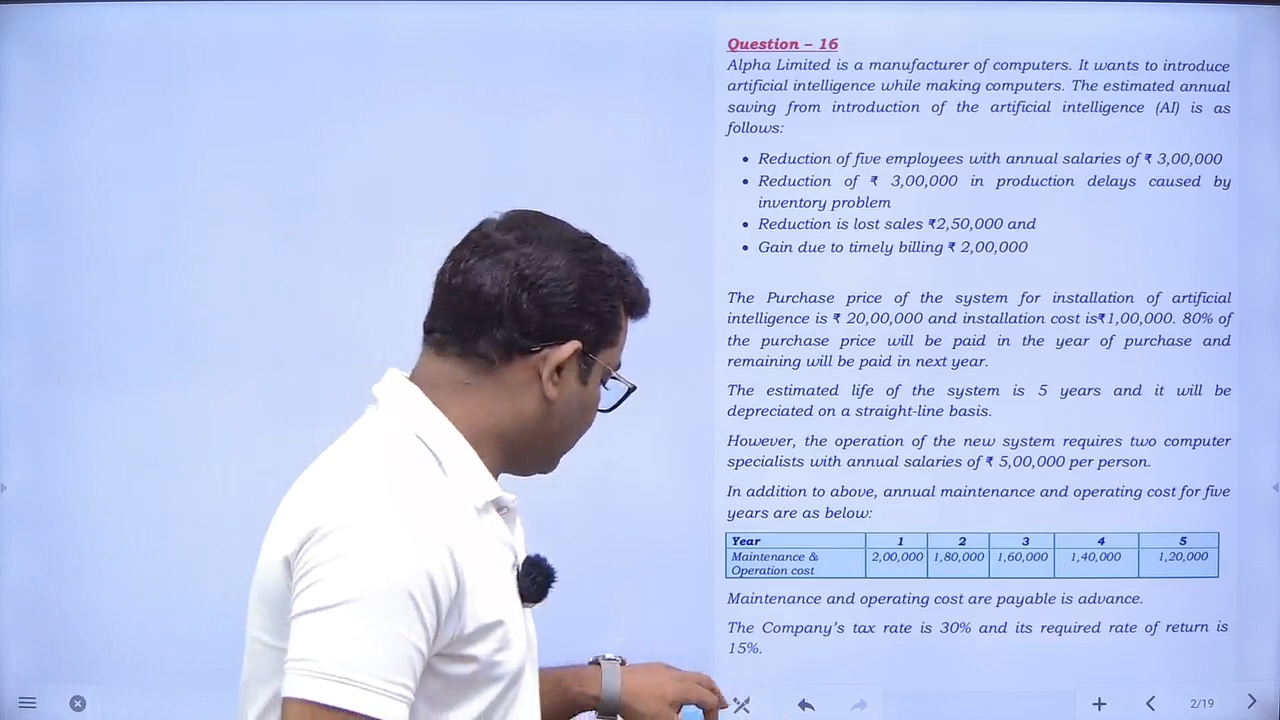 Question – 16
Alpha Limited is a manufacturer of computers. It wants to introduce
artificial intelligence while making computers. The estimated annual
saving from introduction of the artificial intelligence (AI) is as
follows:
• Reduction of five employees with annual salaries of ₹ 3,00,000
• Reduction of ₹ 3,00,000 in production delays caused by
inventory problem
• Reduction is lost sales ₹2,50,000 and
• Gain due to timely billing ₹ 2,00,000
The Purchase price of the system for installation of artificial
intelligence is ₹ 20,00,000 and installation cost is₹1,00,000. 80% of
the purchase price will be paid in the year of purchase and
remaining will be paid in next year.
The estimated life of the system is 5 years and it will be
depreciated on a straight-line basis.
However, the operation of the new system requires two computer
specialists with annual salaries of ₹ 5,00,000 per person.
In addition to above, annual maintenance and operating cost for five
years are as below:
Year 1 2 3 4 5
Maintenance & 2,00,000 1,80,000 1,60,000 1,40,000 1,20,000
Operation cost
Maintenance and operating cost are payable is advance.
The Company's tax rate is 30% and its required rate of return is
15%.
2/19